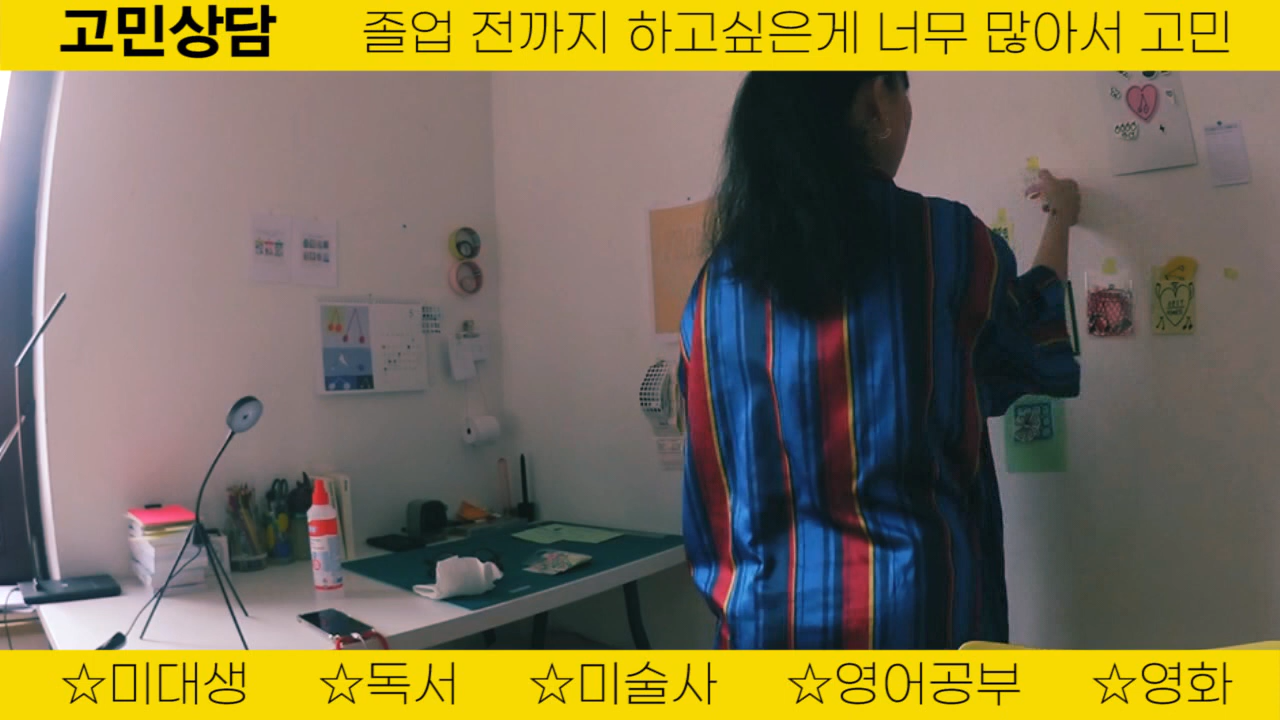 고민상담 졸업 전까지 하고싶은게 너무 많아서 고민
☆미대생 ☆독서 ☆미술사 ☆영어공부 ☆영화